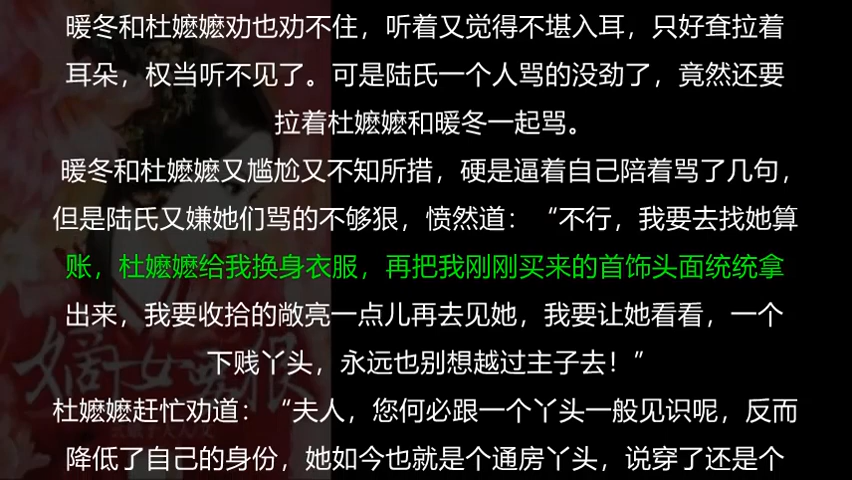 暖冬和杜嬷嬷劝也劝不住，听着又觉得不堪入耳，只好耷拉着
耳朵，权当听不见了。可是陆氏一个人骂的没劲了，竟然还要
拉着杜嬷嬷和暖冬一起骂。
暖冬和杜嬷嬷又尴尬又不知所措，硬是逼着自己陪着骂了几句，
但是陆氏又嫌她们骂的不够狠，愤然道：“不行，我要去找她算
账，杜嬷嬷给我换身衣服，再把我刚刚买来的首饰头面统统拿
出来，我要收拾的敞亮一点儿再去见她，我要让她看看，一个
下贱丫头，永远也别想越过主子去！”
杜嬷嬷赶忙劝道：“夫人，您何必跟一个丫头一般见识呢，反而
降低了自己的身份，她如今也就是个通房丫头，说穿了还是个